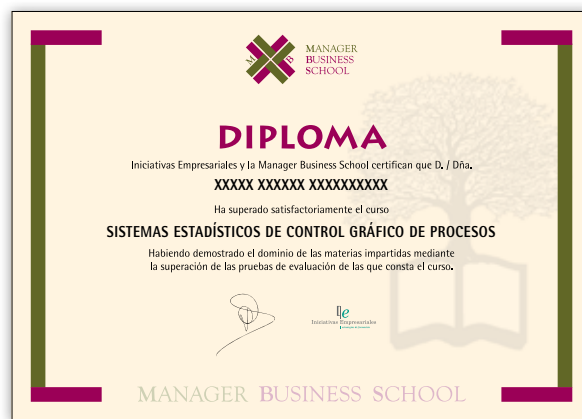 M B
MANAGER
BUSINESS
SCHOOL
DIPLOMA
Iniciativas Empresariales y la Manager Business School certifican que D. / Dña.
XXXXX XXXXXX XXXXXXXXXX
Ha superado satisfactoriamente el curso
SISTEMAS ESTADÍSTICOS DE CONTROL GRÁFICO DE PROCESOS
Habiendo demostrado el dominio de las materias impartidas mediante
la superación de las pruebas de evaluación de las que consta el curso.
Iniciativas Empresariales
MANAGER BUSINESS SCHOOL